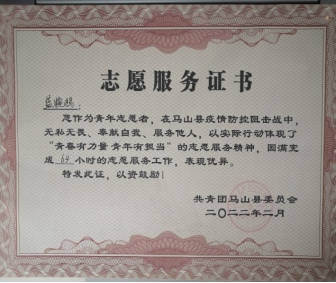 志愿服务证书
蓝艳鸿：
您作为青年志愿者，在马山县疫情防控阻击战中，
无私无畏、奉献自我、服务他人，以实际行动体现了
“青春有力量 青年有担当”的志愿服务精神，圆满完
成64小时的志愿服务工作，表现优异。
特发此证，以资鼓励！
共青团马山县委员会
二〇二二年二月